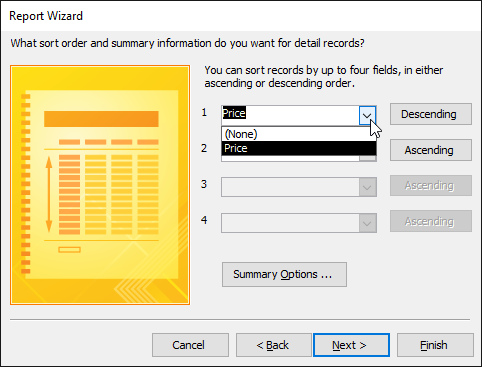 Report Wizard
What sort order and summary information do you want for detail records?
You can sort records by up to four fields, in either
ascending or descending order.
1 Price Descending
(None)
Price
2 Ascending
3 Ascending
4 Ascending
Summary Options ...
Cancel < Back Next > Finish